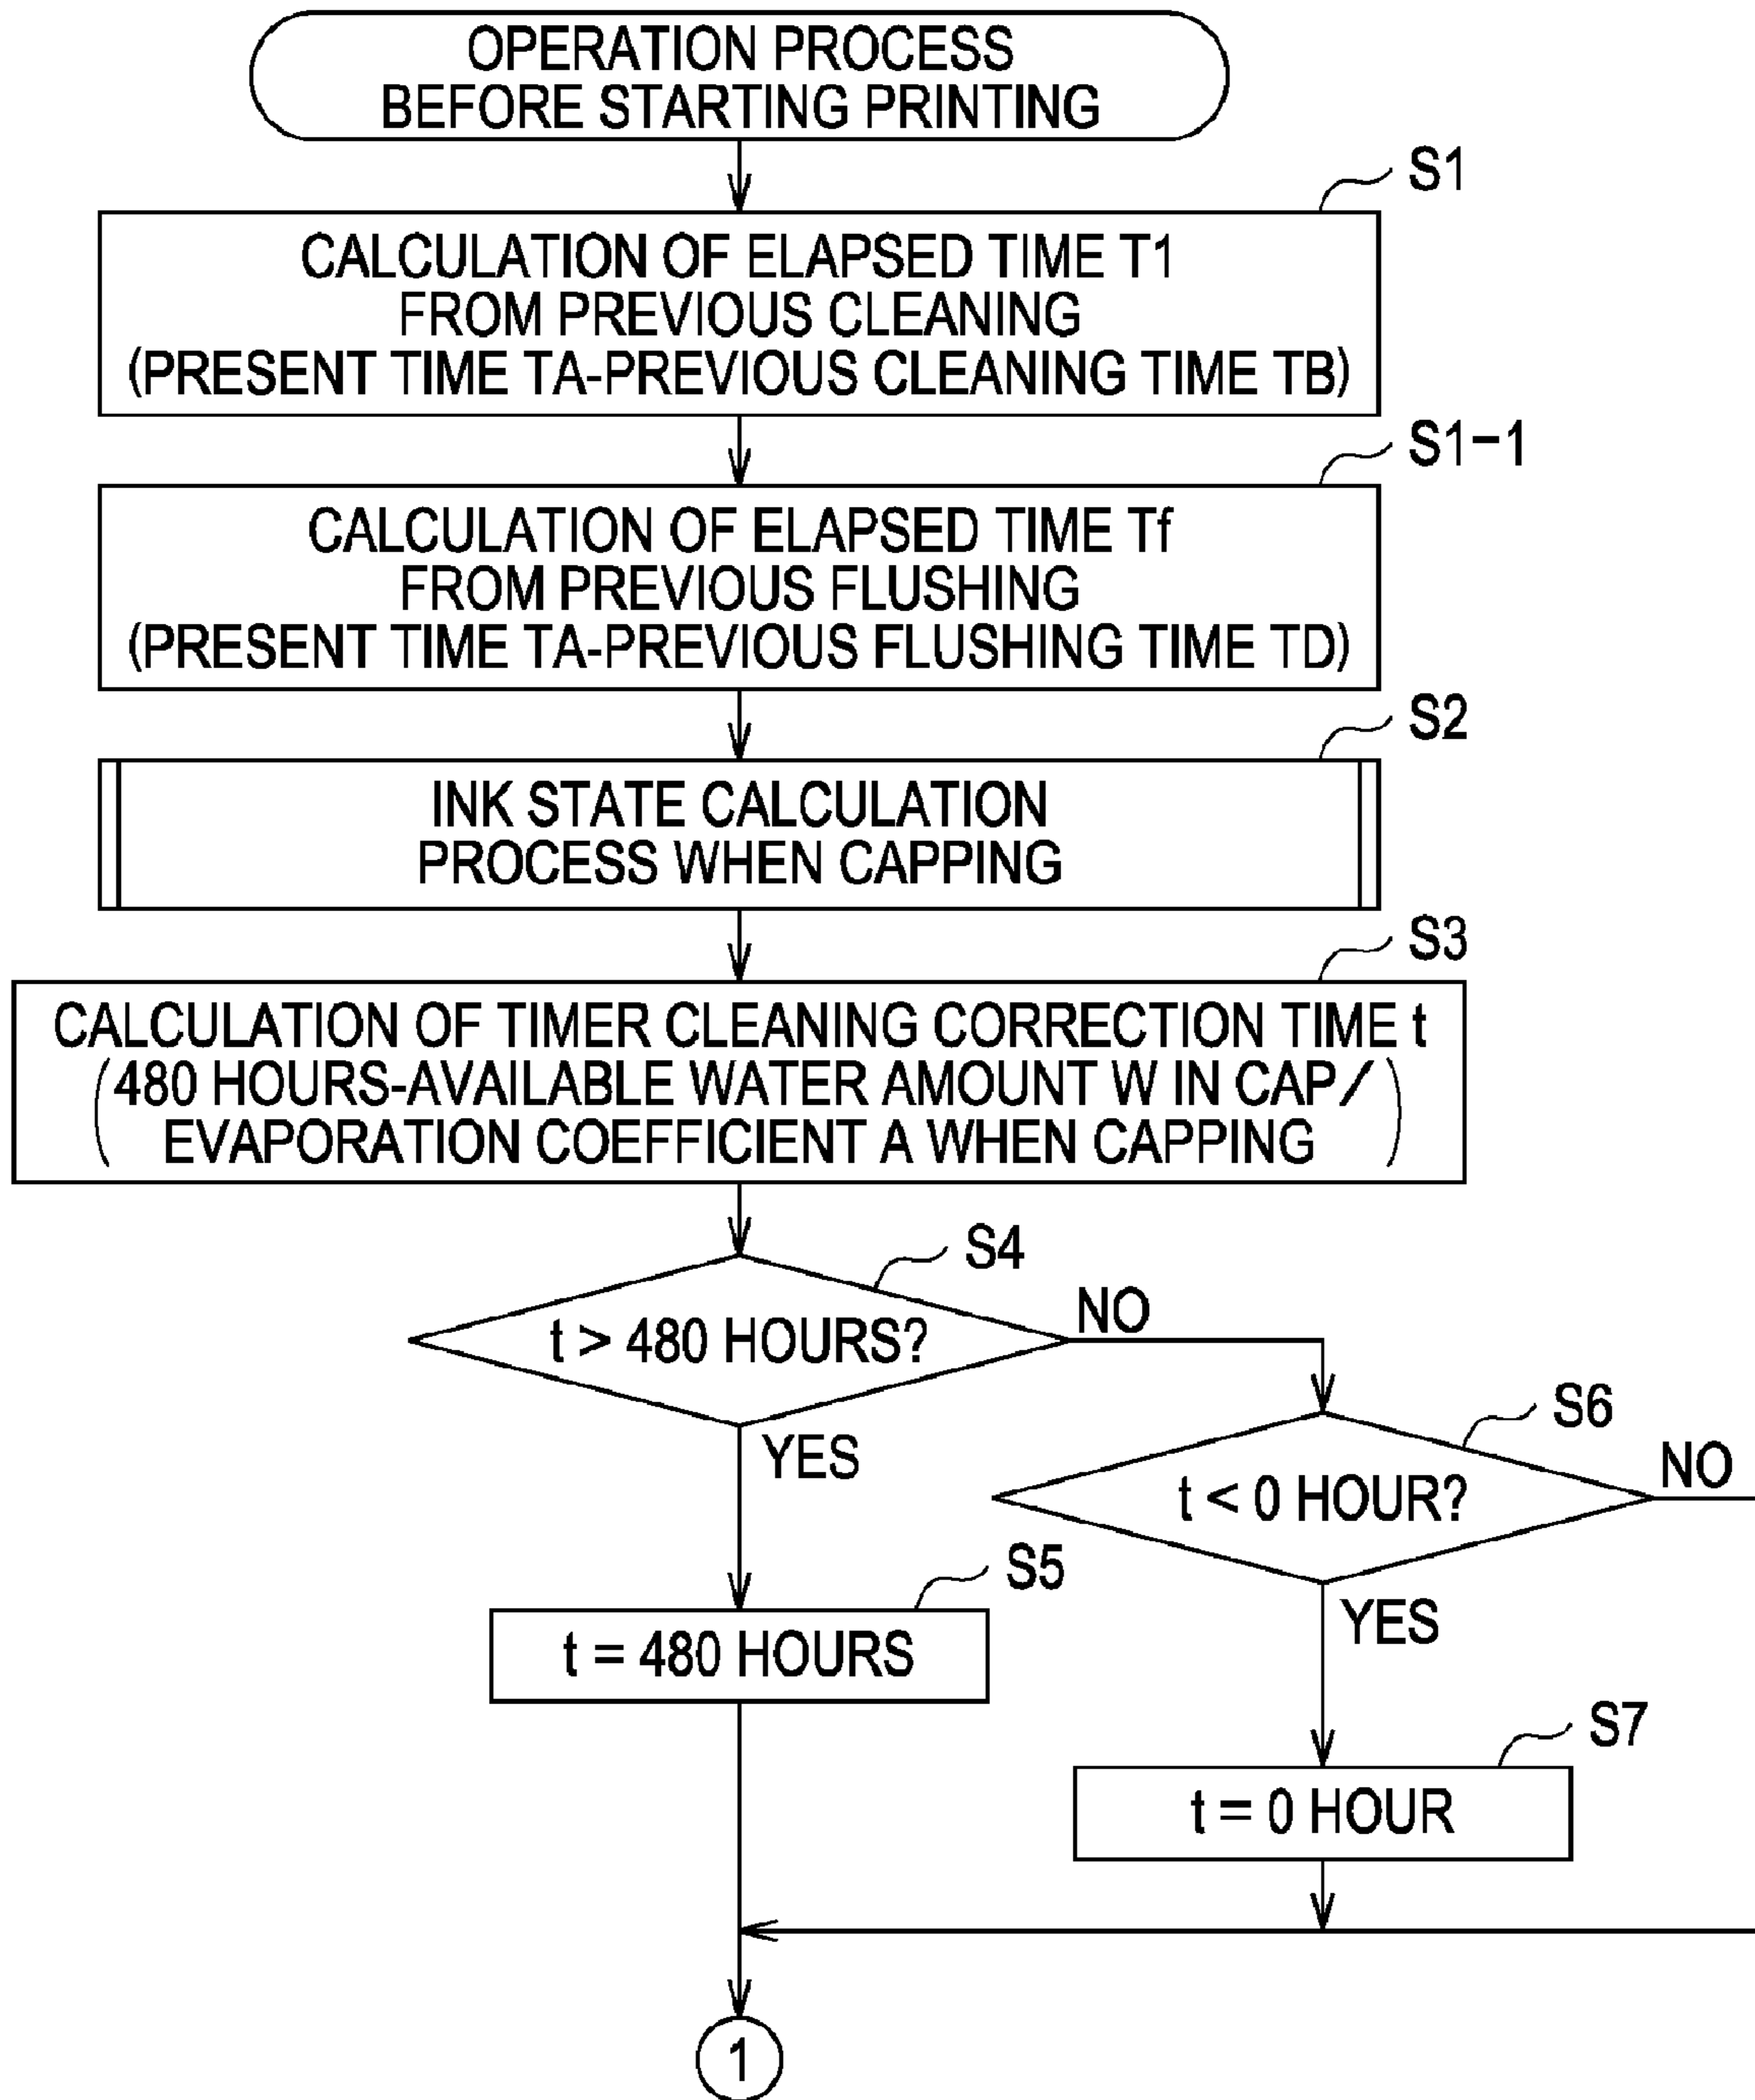 OPERATION PROCESS
BEFORE STARTING PRINTING
S1
CALCULATION OF ELAPSED TIME T1
FROM PREVIOUS CLEANING
(PRESENT TIME TA-PREVIOUS CLEANING TIME TB)
S1-1
CALCULATION OF ELAPSED TIME Tf
FROM PREVIOUS FLUSHING
(PRESENT TIME TA-PREVIOUS FLUSHING TIME TD)
S2
INK STATE CALCULATION
PROCESS WHEN CAPPING
S3
CALCULATION OF TIMER CLEANING CORRECTION TIME t
(480 HOURS-AVAILABLE WATER AMOUNT W IN CAP/
EVAPORATION COEFFICIENT A WHEN CAPPING)
S4
t > 480 HOURS?
NO
YES
S6
t < 0 HOUR?
NO
YES
S5
t = 480 HOURS
S7
t = 0 HOUR
1